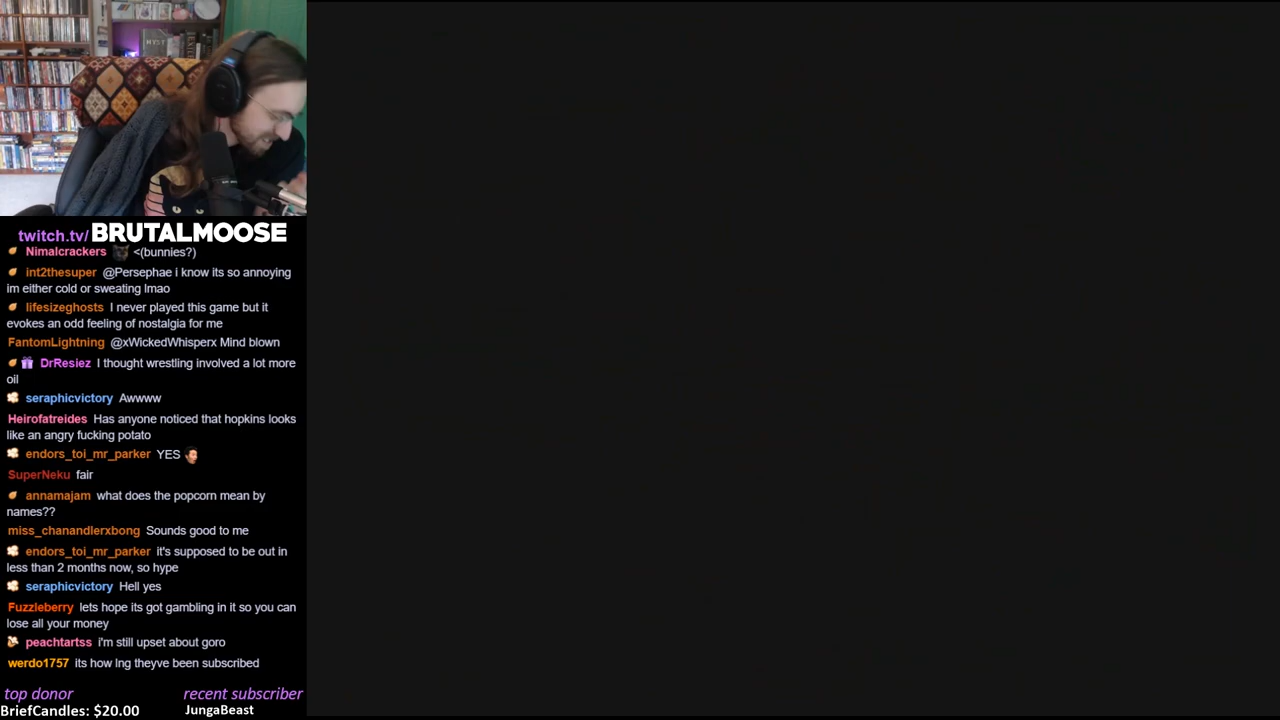 MYST
twitch.tv/BRUTALMOOSE
Nimalcrackers <(bunnies?)
int2thesuper @Persephae i know its so annoying
im either cold or sweating lmao
lifesizeghosts I never played this game but it
evokes an odd feeling of nostalgia for me
FantomLightning @xWickedWhisperx Mind blown
DrResiez I thought wrestling involved a lot more
oil
seraphicvictory Awwww
Heirofatreides Has anyone noticed that hopkins looks
like an angry fucking potato
endors_toi_mr_parker YES
SuperNeku fair
annamajam what does the popcorn mean by
names??
miss_chanandlerxbong Sounds good to me
endors_toi_mr_parker it's supposed to be out in
less than 2 months now, so hype
seraphicvictory Hell yes
Fuzzleberry lets hope its got gambling in it so you can
lose all your money
peachtartss i'm still upset about goro
werdo1757 its how lng theyve been subscribed
top donor recent subscriber
BriefCandles: $20.00 JungaBeast